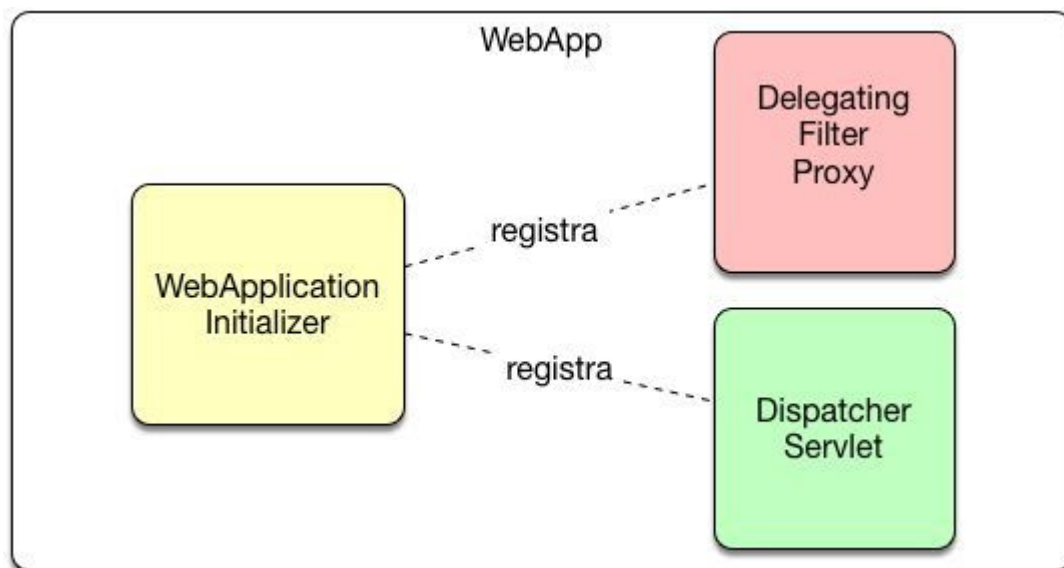 WebApp
Delegating
Filter
Proxy
registra
WebApplication
Initializer
registra
Dispatcher
Servlet